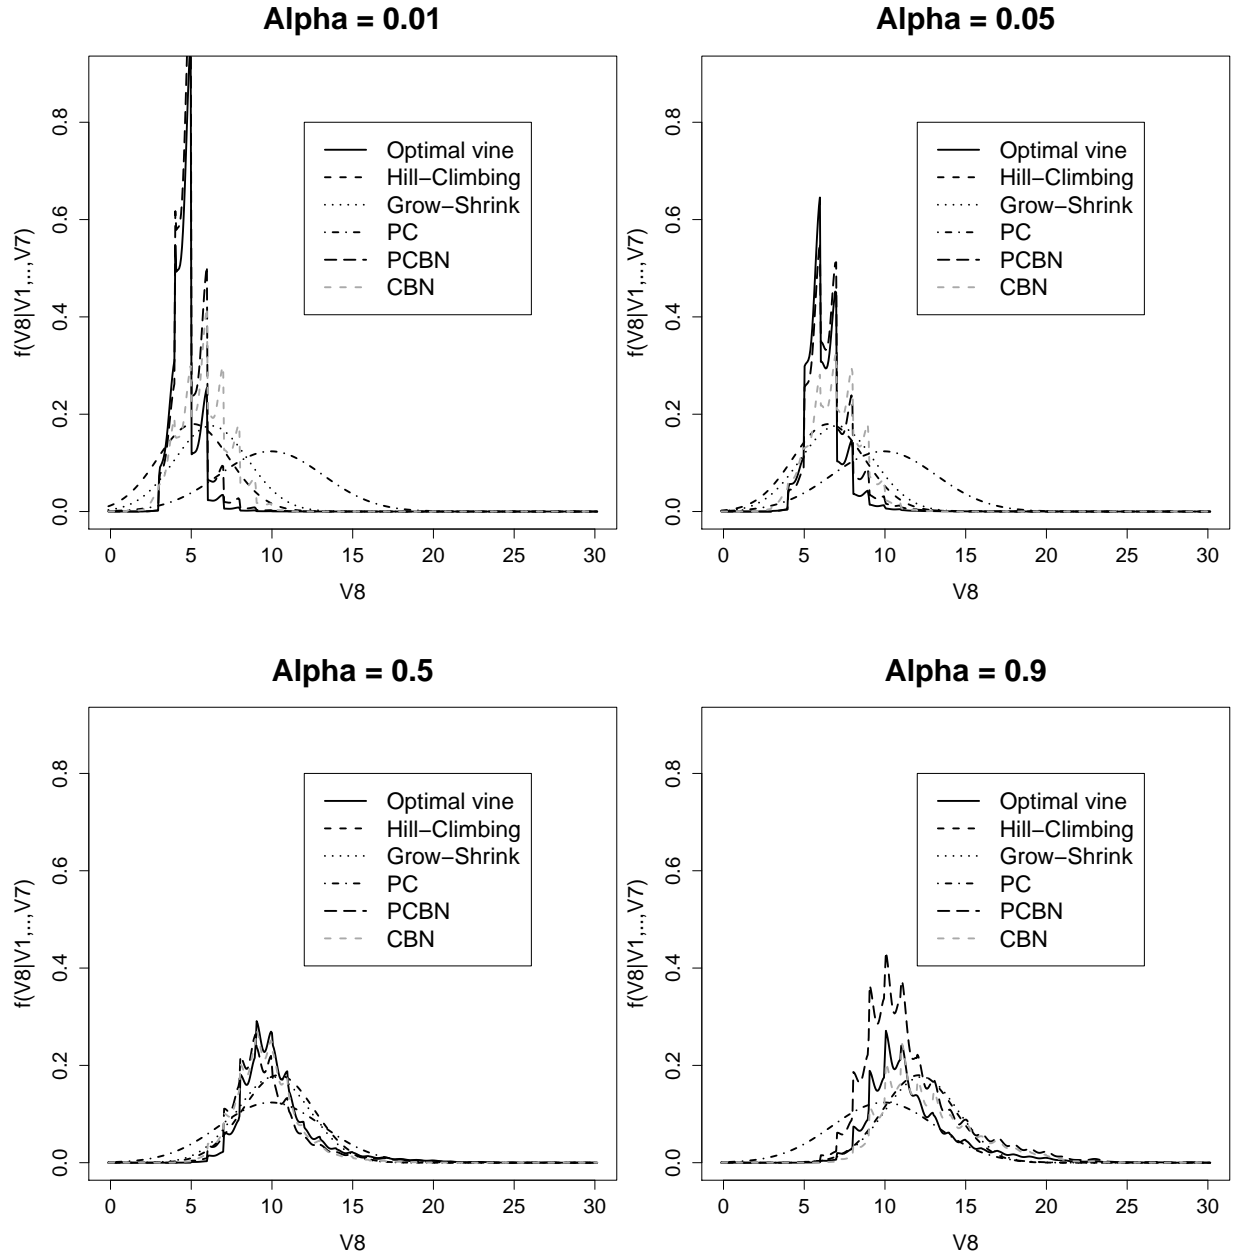 Alpha = 0.01
f(V8|V1,..,V7)
0.0 0.2 0.4 0.6 0.8
Optimal vine
Hill−Climbing
Grow−Shrink
PC
PCBN
CBN
0 5 10 15 20 25 30
V8
Alpha = 0.05
f(V8|V1,..,V7)
0.0 0.2 0.4 0.6 0.8
Optimal vine
Hill−Climbing
Grow−Shrink
PC
PCBN
CBN
0 5 10 15 20 25 30
V8
Alpha = 0.5
f(V8|V1,..,V7)
0.0 0.2 0.4 0.6 0.8
Optimal vine
Hill−Climbing
Grow−Shrink
PC
PCBN
CBN
0 5 10 15 20 25 30
V8
Alpha = 0.9
f(V8|V1,..,V7)
0.0 0.2 0.4 0.6 0.8
Optimal vine
Hill−Climbing
Grow−Shrink
PC
PCBN
CBN
0 5 10 15 20 25 30
V8